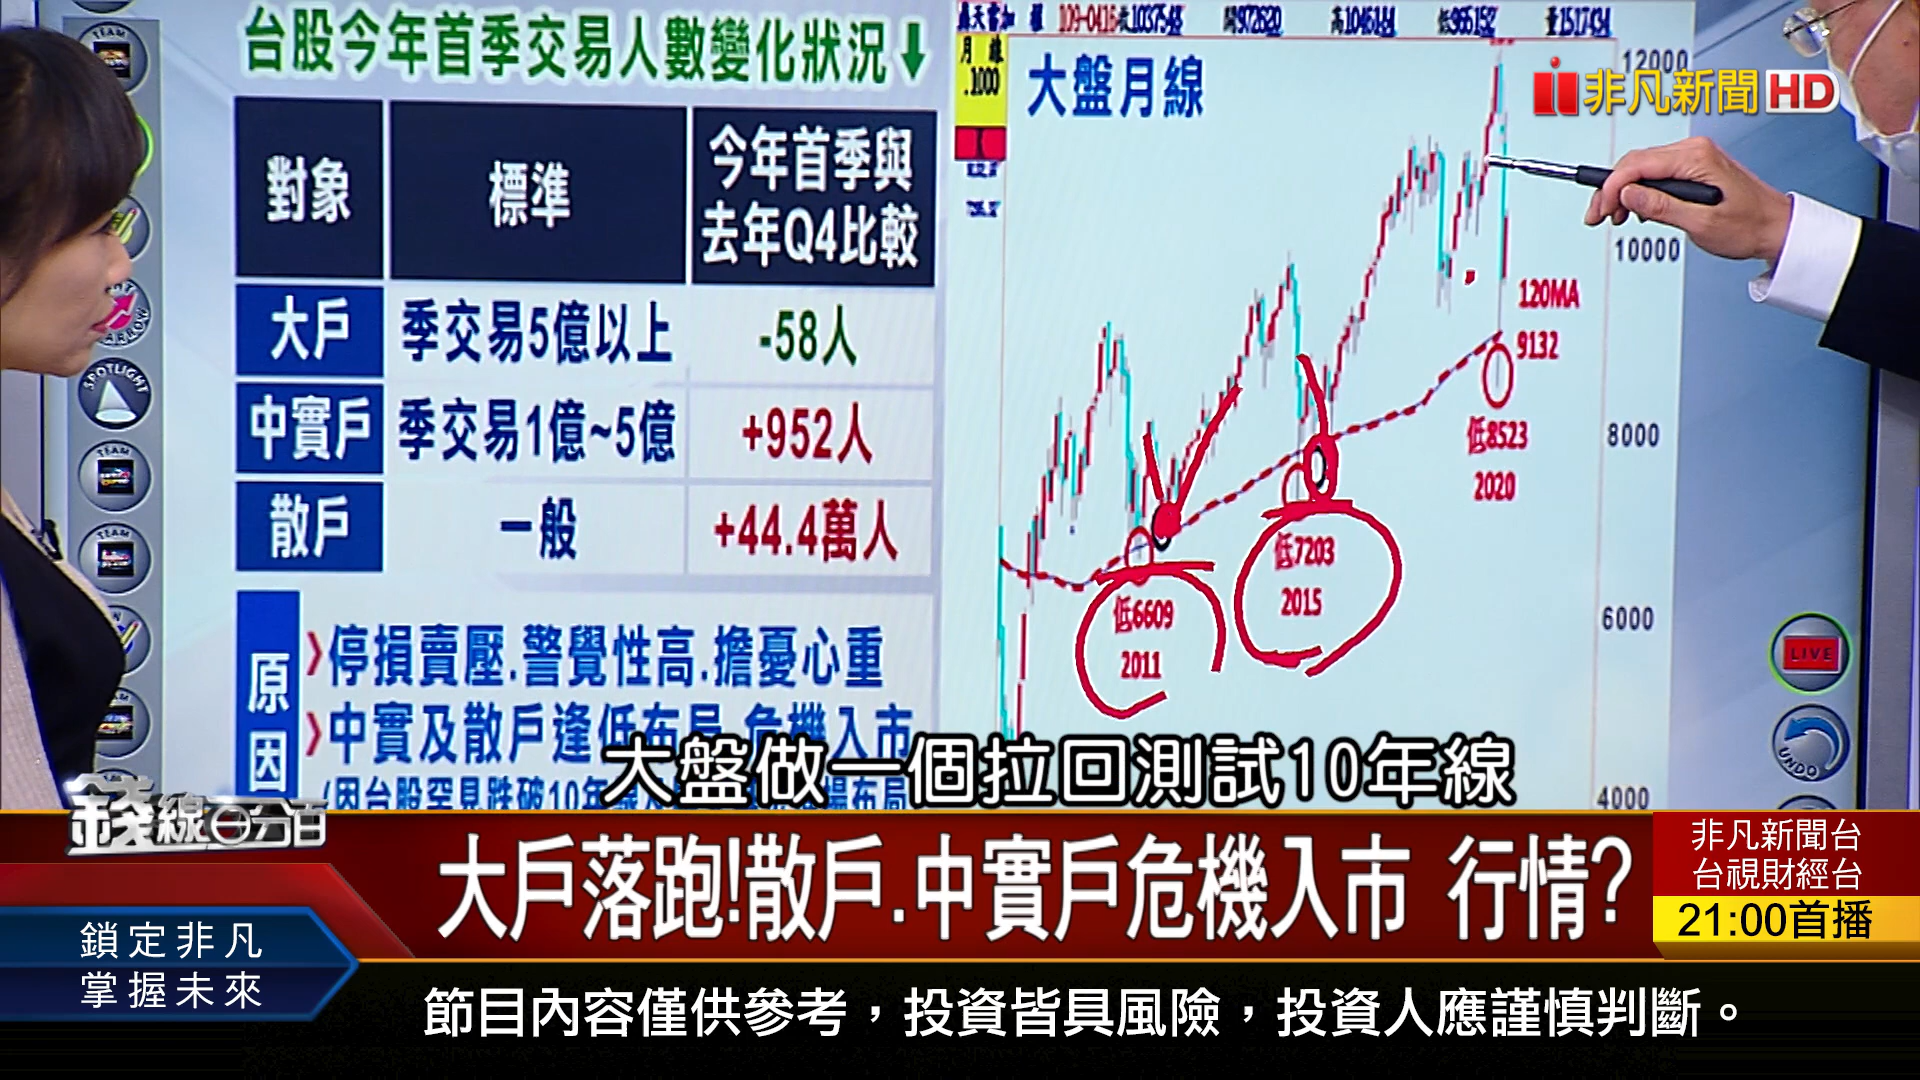 台股今年首季交易人數變化狀況↓
對象 標準 今年首季與去年Q4比較
大戶 季交易5億以上 -58人
中實戶 季交易1億~5億 +952人
散戶 一般 +44.4萬人
原因
》停損賣壓.警覺性高.擔憂心重
》中實及散戶逢低布局.危機入市
大盤月線
月線
12000
10000
8000
6000
4000
120MA
9132
低8523
2020
低7203
2015
低6609
2011
非凡新聞HD
TEAM
SPOTLIGHT
TEAM
TEAM
TEAM
LIVE
UNDO
大盤做一個拉回測試10年線
錢線百分百
大戶落跑!散戶.中實戶危機入市 行情?
非凡新聞台
台視財經台
21:00首播
鎖定非凡
掌握未來
節目內容僅供參考，投資皆具風險，投資人應謹慎判斷。